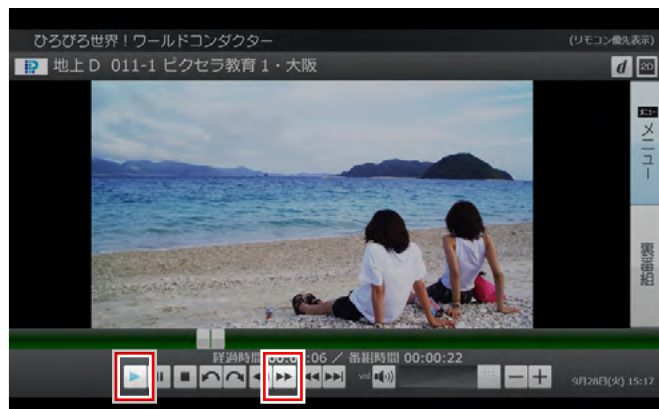 ひろびろ世界！ワールドコンダクター
(リモコン優先表示)
地上D 011-1 ピクセラ教育1・大阪
d 2D
メニュー
裏番組
経過時間 00:0 :06 / 番組時間 00:00:22
vol
9月28日(火) 15:17